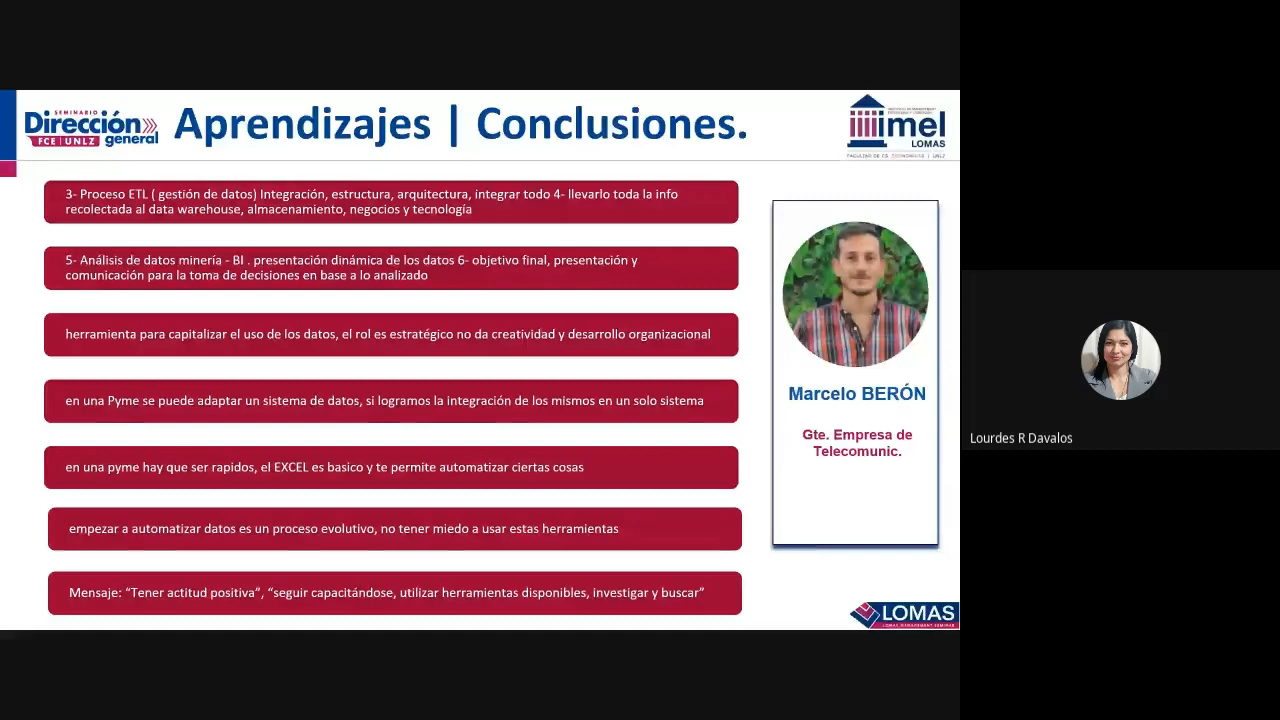 SEMINARIO
Dirección
general
FCE | UNLZ
Aprendizajes | Conclusiones.
imel
LOMAS
FACULTAD DE CS. ECONÓMICAS | UNLZ
3- Proceso ETL ( gestión de datos) Integración, estructura, arquitectura, integrar todo 4- llevarlo toda la info
recolectada al data warehouse, almacenamiento, negocios y tecnología
5- Análisis de datos minería - BI . presentación dinámica de los datos 6- objetivo final, presentación y
comunicación para la toma de decisiones en base a lo analizado
herramienta para capitalizar el uso de los datos, el rol es estratégico no da creatividad y desarrollo organizacional
en una Pyme se puede adaptar un sistema de datos, si logramos la integración de los mismos en un solo sistema
en una pyme hay que ser rapidos, el EXCEL es basico y te permite automatizar ciertas cosas
empezar a automatizar datos es un proceso evolutivo, no tener miedo a usar estas herramientas
Mensaje: “Tener actitud positiva”, “seguir capacitándose, utilizar herramientas disponibles, investigar y buscar”
Marcelo BERÓN
Gte. Empresa de
Telecomunic.
LOMAS
LOMAS MANAGEMENT SEMINAR
Lourdes R Davalos